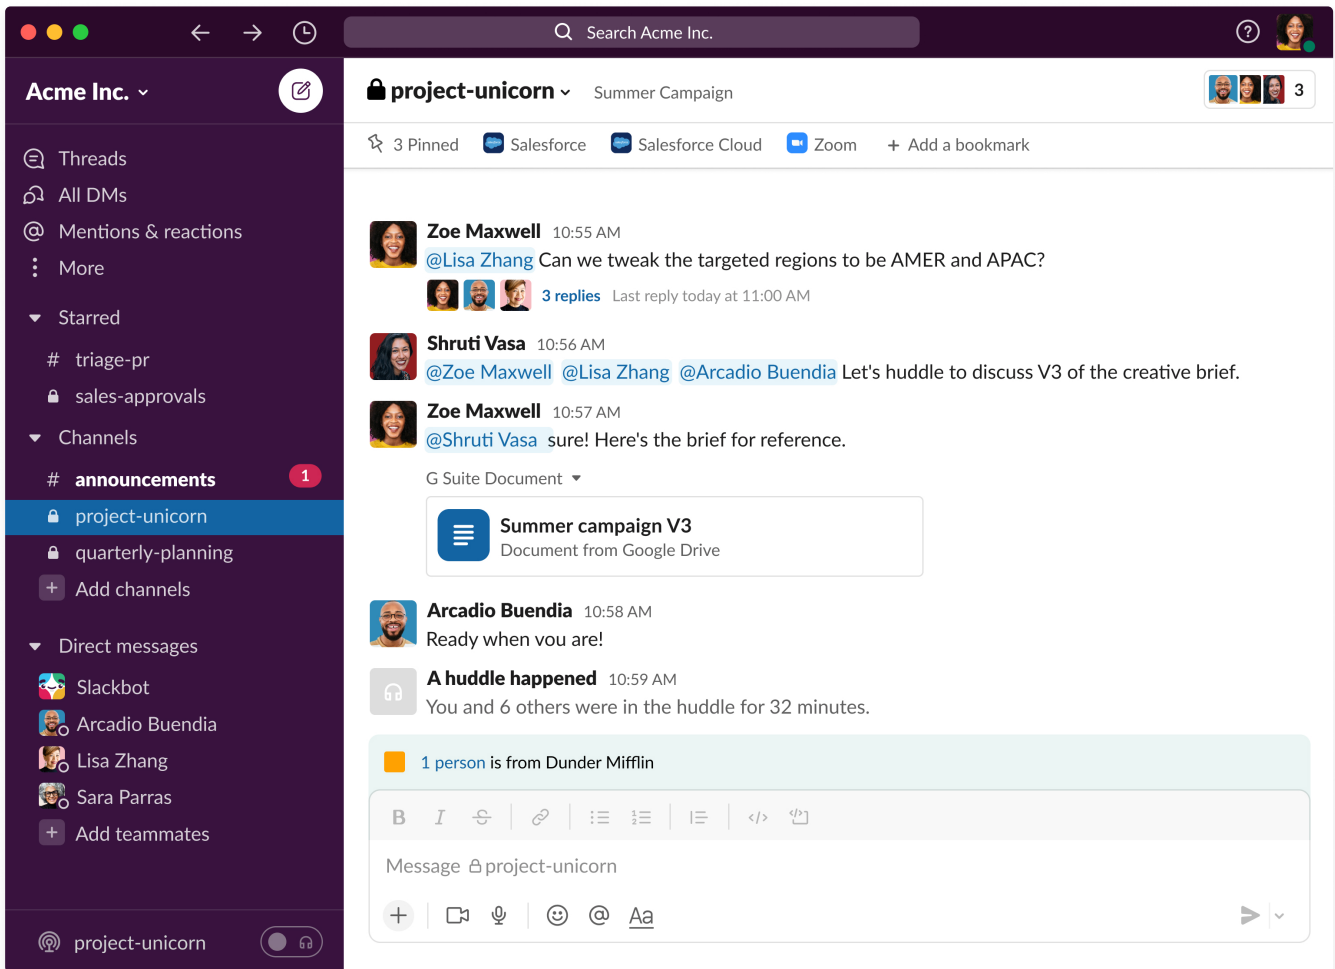 Search Acme Inc.
Acme Inc.
Threads
All DMs
Mentions & reactions
More
Starred
# triage-pr
sales-approvals
Channels
# announcements 1
project-unicorn
quarterly-planning
+ Add channels
Direct messages
Slackbot
Arcadio Buendia
Lisa Zhang
Sara Parras
+ Add teammates
project-unicorn
project-unicorn Summer Campaign 3
3 Pinned Salesforce Salesforce Cloud Zoom + Add a bookmark
Zoe Maxwell 10:55 AM
@Lisa Zhang Can we tweak the targeted regions to be AMER and APAC?
3 replies Last reply today at 11:00 AM
Shruti Vasa 10:56 AM
@Zoe Maxwell @Lisa Zhang @Arcadio Buendia Let's huddle to discuss V3 of the creative brief.
Zoe Maxwell 10:57 AM
@Shruti Vasa sure! Here's the brief for reference.
G Suite Document
Summer campaign V3
Document from Google Drive
Arcadio Buendia 10:58 AM
Ready when you are!
A huddle happened 10:59 AM
You and 6 others were in the huddle for 32 minutes.
1 person is from Dunder Mifflin
B I S
Message project-unicorn
+ @ Aa